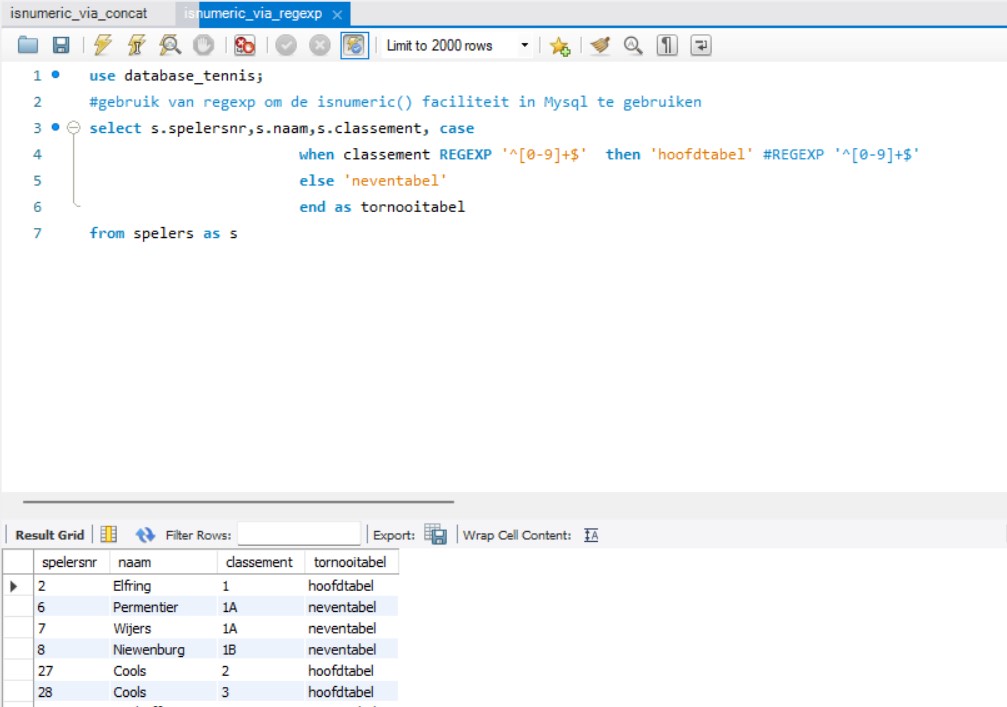 isnumeric_via_concat isnumeric_via_regexp
Limit to 2000 rows
1 use database_tennis;
2 #gebruik van regexp om de isnumeric() faciliteit in Mysql te gebruiken
3 select s.spelersnr,s.naam,s.classement, case
4 when classement REGEXP '^[0-9]+$'  then 'hoofdtabel' #REGEXP '^[0-9]+$'
5 else 'neventabel'
6 end as tornooitabel
7 from spelers as s
Result Grid Filter Rows: Export: Wrap Cell Content: IA
spelersnr naam classement tornooitabel
2 Elfring 1 hoofdtabel
6 Permentier 1A neventabel
7 Wijers 1A neventabel
8 Niewenburg 1B neventabel
27 Cools 2 hoofdtabel
28 Cools 3 hoofdtabel